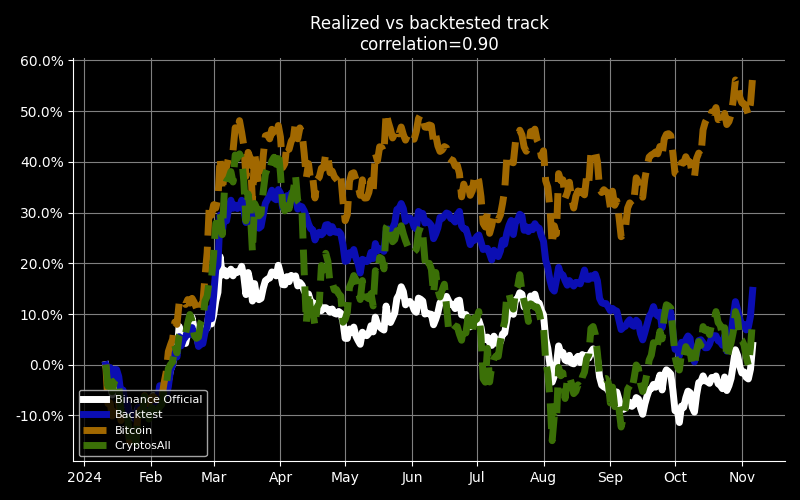 Realized vs backtested track
correlation=0.90
60.0%
50.0%
40.0%
30.0%
20.0%
10.0%
0.0%
-10.0%
Binance Official
Backtest
Bitcoin
CryptosAll
2024 Feb Mar Apr May Jun Jul Aug Sep Oct Nov